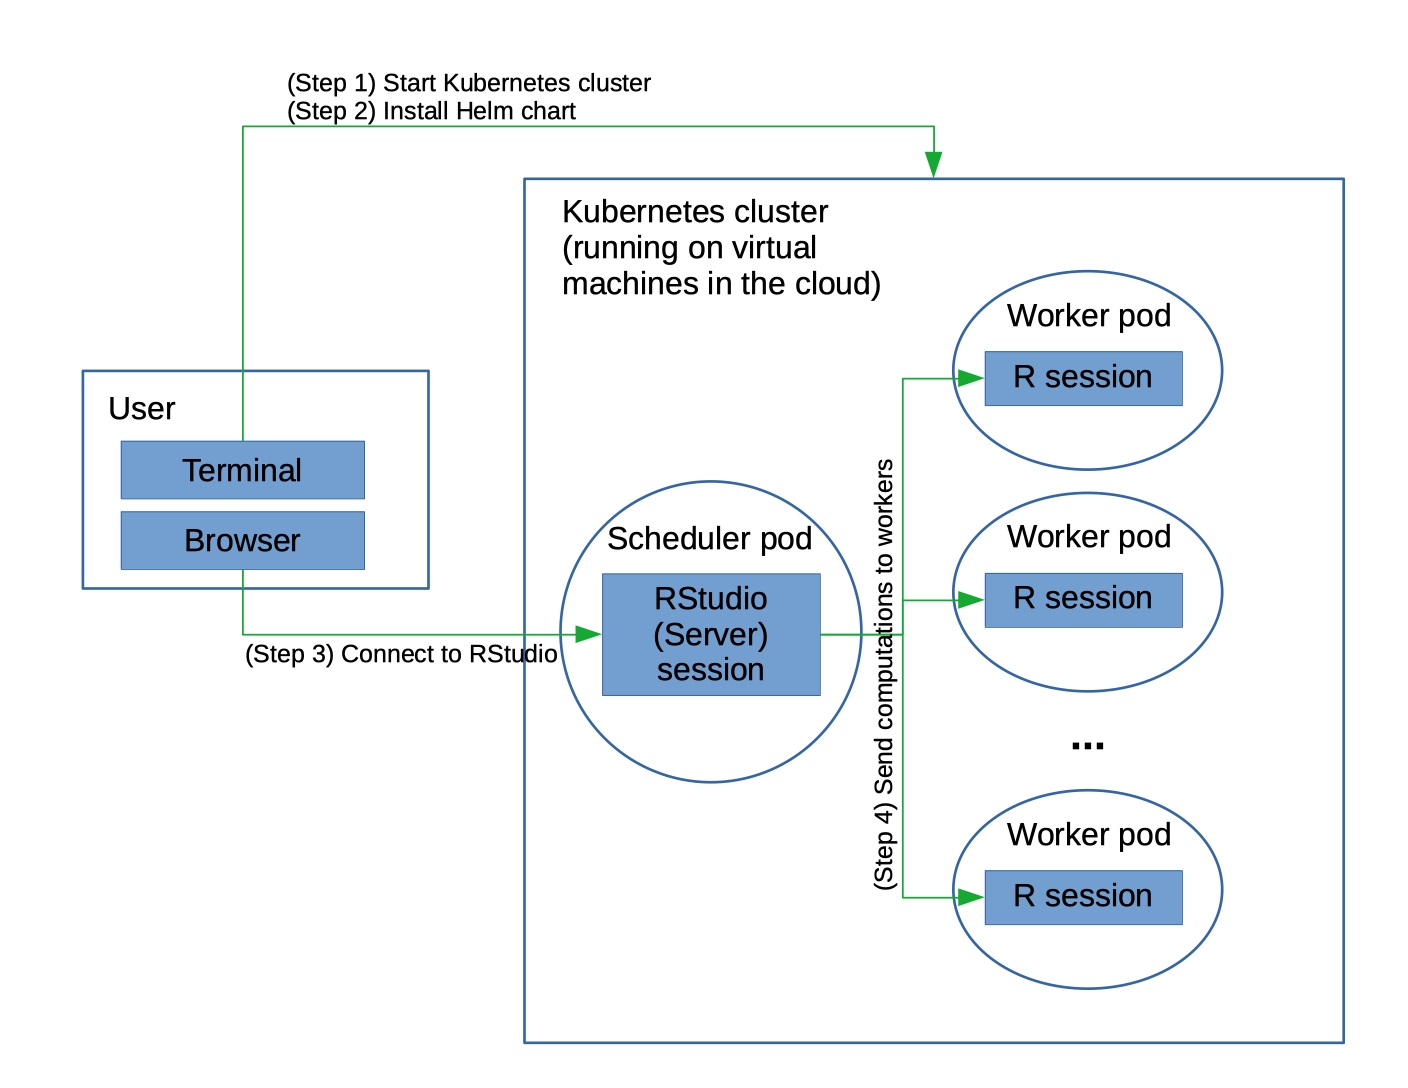 (Step 1) Start Kubernetes cluster
(Step 2) Install Helm chart
Kubernetes cluster
(running on virtual
machines in the cloud)
User
Terminal
Browser
(Step 3) Connect to RStudio
Scheduler pod
RStudio
(Server)
session
(Step 4) Send computations to workers
Worker pod
R session
Worker pod
R session
...
Worker pod
R session